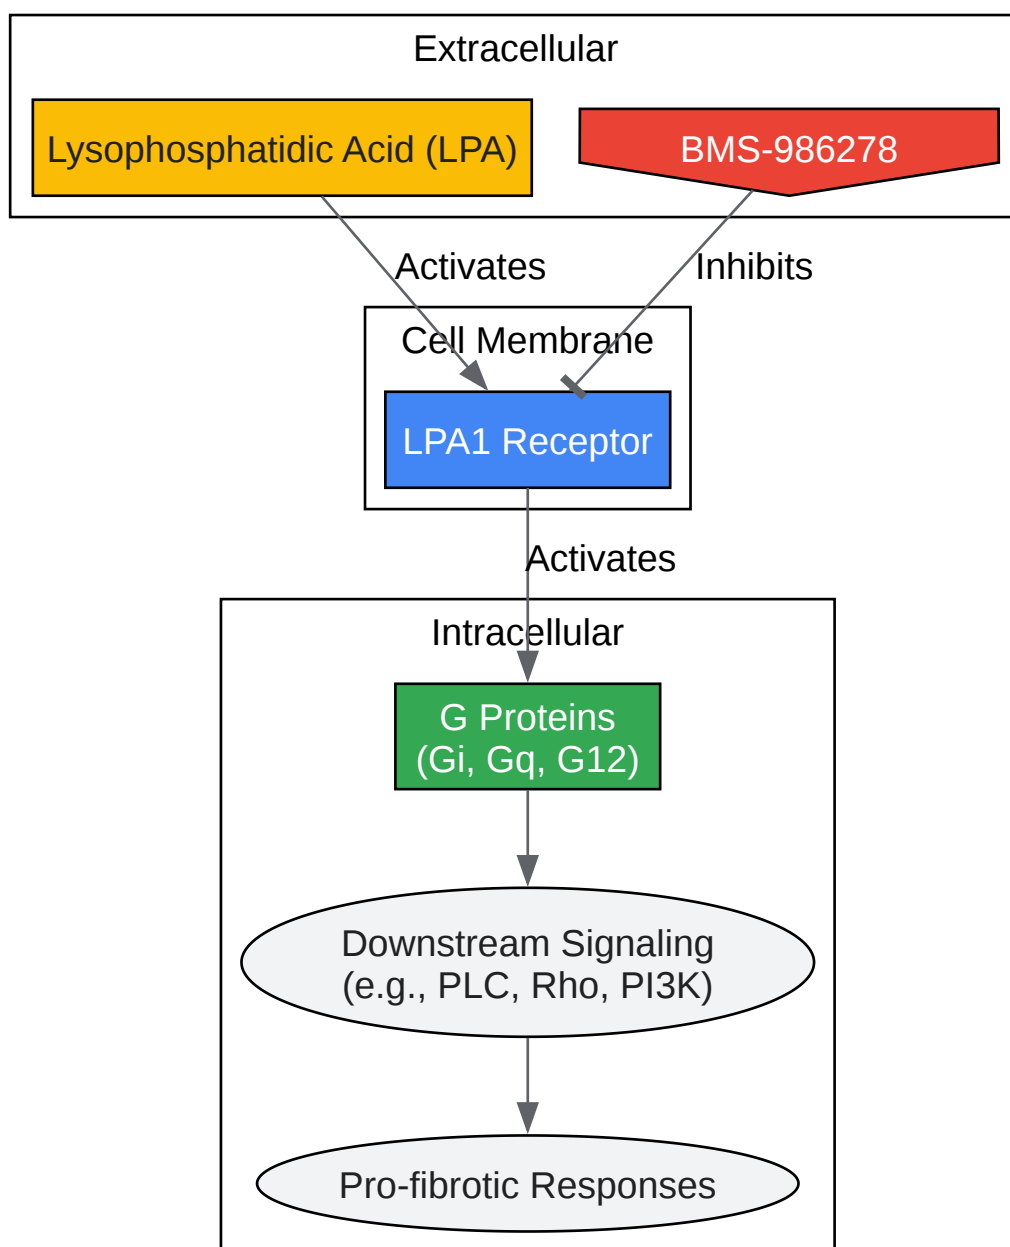 Extracellular
Lysophosphatidic Acid (LPA)
BMS-986278
Activates
Inhibits
Cell Membrane
LPA1 Receptor
Activates
Intracellular
G Proteins
(Gi, Gq, G12)
Downstream Signaling
(e.g., PLC, Rho, PI3K)
Pro-fibrotic Responses